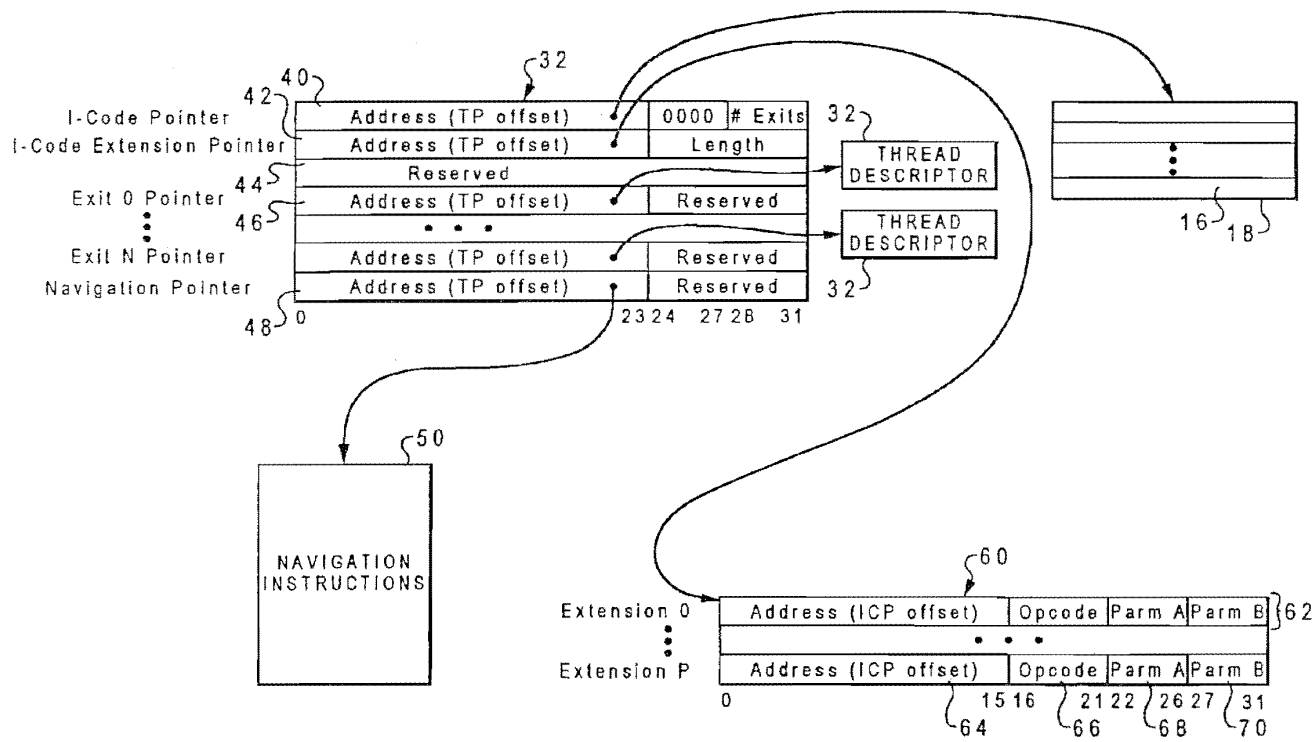 32
40
42
I-Code Pointer Address (TP offset) 0000 # Exits
I-Code Extension Pointer Address (TP offset) Length
44 Reserved
Exit 0 Pointer Address (TP offset) Reserved
46
Exit N Pointer Address (TP offset) Reserved
Navigation Pointer Address (TP offset) Reserved
48 0 23 24 27 28 31
32
THREAD
DESCRIPTOR
THREAD
DESCRIPTOR
32
16 18
50
NAVIGATION
INSTRUCTIONS
60
Extension 0 Address (ICP offset) Opcode Parm A Parm B 62
Extension P Address (ICP offset) Opcode Parm A Parm B
0 15 16 21 22 26 27 31
64 66 68 70